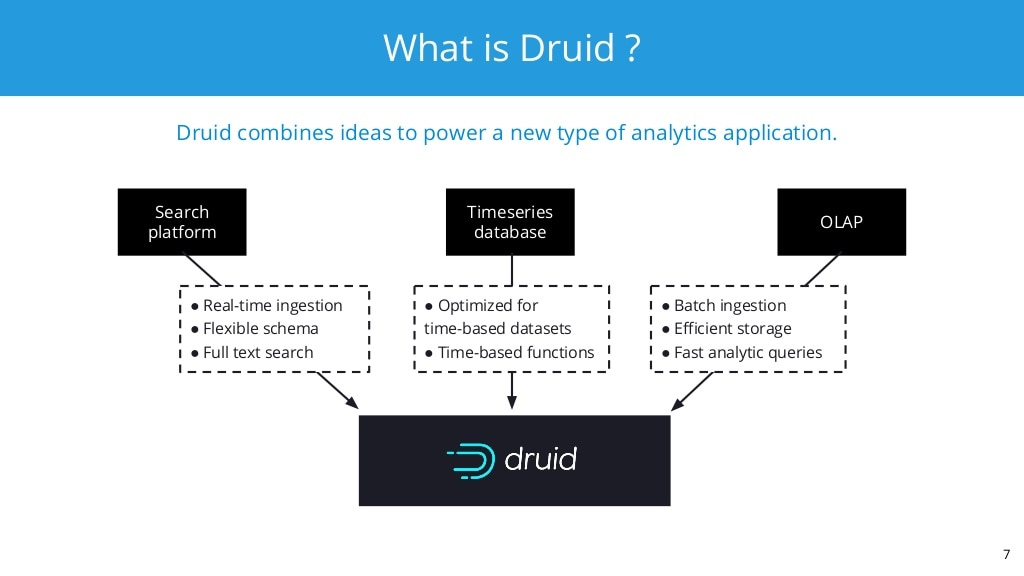 What is Druid ?
Druid combines ideas to power a new type of analytics application.
Search
platform
Timeseries
database
OLAP
● Real-time ingestion
● Flexible schema
● Full text search
● Optimized for
time-based datasets
● Time-based functions
● Batch ingestion
● Efficient storage
● Fast analytic queries
druid
7